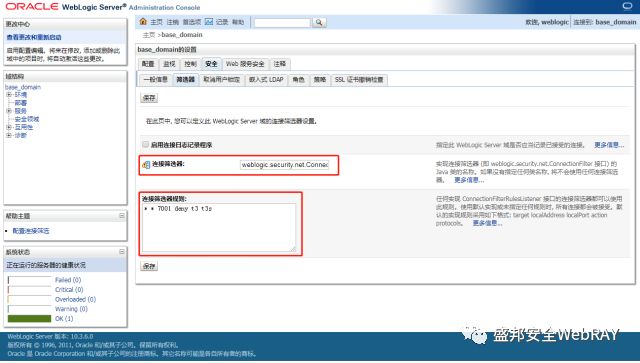 ORACLE WebLogic Server® Administration Console
更改中心
查看更改和重新启动
启用配置编辑。将来在修改, 添加或删除此域中的项目时, 将自动激活这些更改。
域结构
base_domain
环境
部署
服务
安全领域
互用性
诊断
帮助主题
配置连接筛选
系统状态
正在运行的服务器的健康状况
Failed (0)
Critical (0)
Overloaded (0)
Warning (0)
OK (1)
主页 注销 首选项 记录 帮助
欢迎, weblogic 连接到: base_domain
主页 >base_domain
base_domain的设置
配置 监视 控制 安全 Web 服务安全 注释
一般信息 筛选器 取消用户锁定 嵌入式 LDAP 角色 策略 SSL 证书撤销检查
保存
在此页中, 您可以定义此 WebLogic Server 域的连接筛选器设置。
启用连接日志记录程序
指定此 WebLogic Server 域是否应当记录已接受的连接。 更多信息...
连接筛选器:
weblogic.security.net.Connec
实现连接筛选器 (即 weblogic.security.net.ConnectionFilter 接口) 的 Java 类的名称。如果没有指定任何类名称, 将不会使用任何连接筛选器。 更多信息...
连接筛选器规则:
* * 7001 deny t3 t3s
任何实现 ConnectionFilterRulesListener 接口的连接筛选器都可以使用此规则。使用默认实现或未指定任何规则时, 所有连接都会被接受。默认的实现规则采用如下格式: target localAddress localPort action protocols。 更多信息...
保存
WebLogic Server 版本: 10.3.6.0
版权所有 © 1996, 2011, Oracle 和/或其子公司。保留所有权利。
Oracle 是 Oracle Corporation 和/或其子公司的注册商标。其它名称可能是各自所有者的商标。
盛邦安全WebRAY